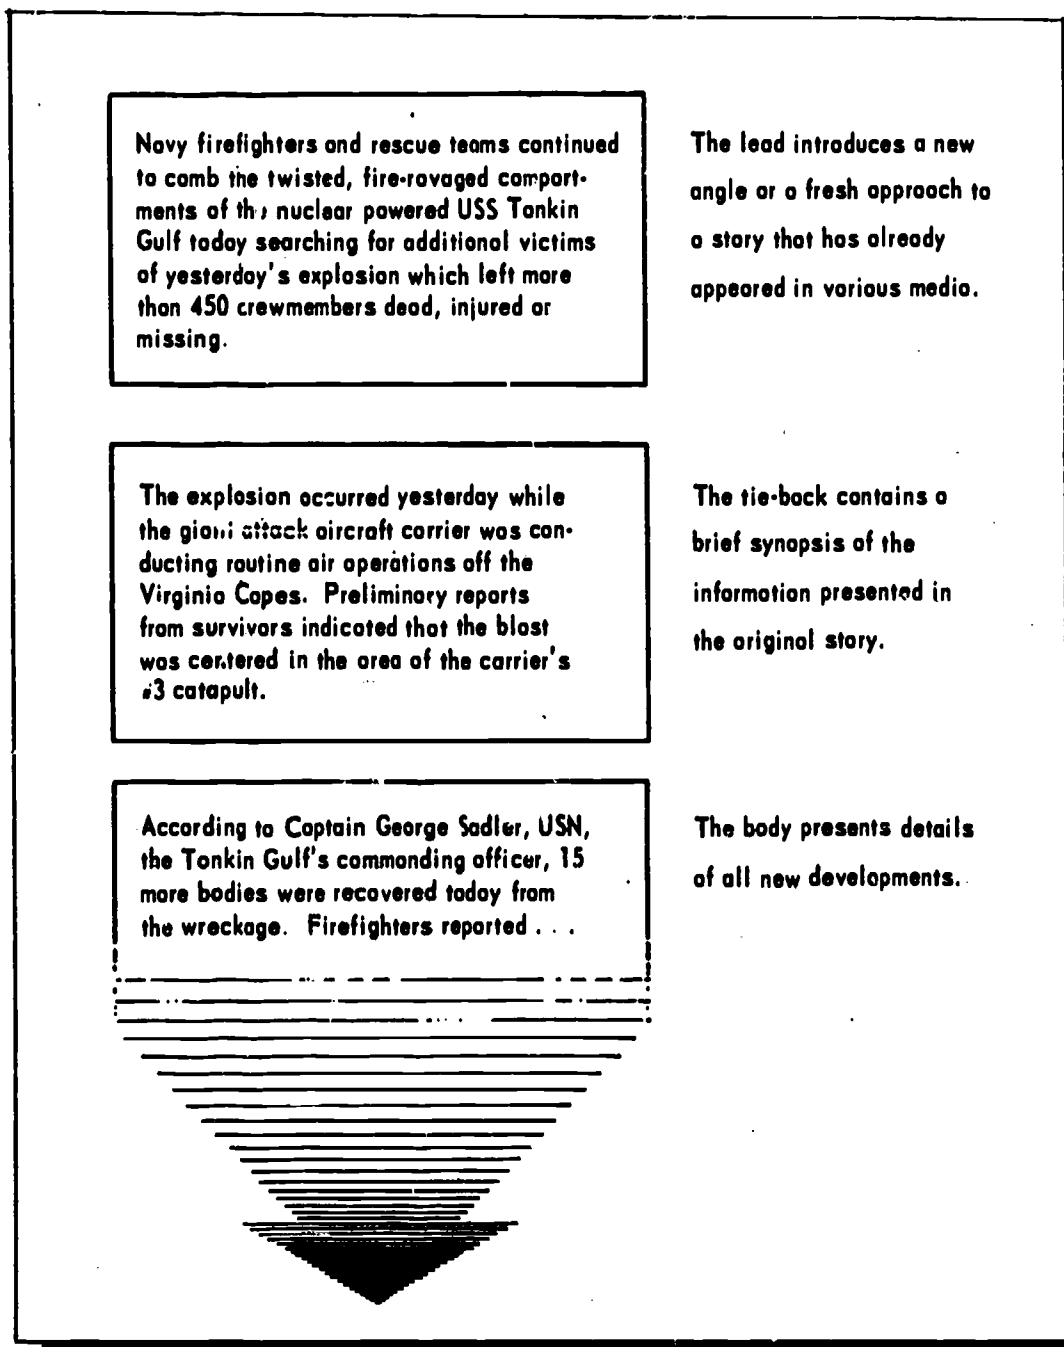 Navy firefighters and rescue teams continued
to comb the twisted, fire-ravaged compart-
ments of the nuclear powered USS Tonkin
Gulf today searching for additional victims
of yesterday's explosion which left more
than 450 crewmembers dead, injured or
missing.
The lead introduces a new
angle or a fresh approach to
a story that has already
appeared in various media.
The explosion occurred yesterday while
the giant attack aircraft carrier was con-
ducting routine air operations off the
Virginia Capes. Preliminary reports
from survivors indicated that the blast
was centered in the area of the carrier's
#3 catapult.
The tie-back contains a
brief synopsis of the
information presented in
the original story.
According to Captain George Sadler, USN,
the Tonkin Gulf's commanding officer, 15
more bodies were recovered today from
the wreckage. Firefighters reported . . .
The body presents details
of all new developments.